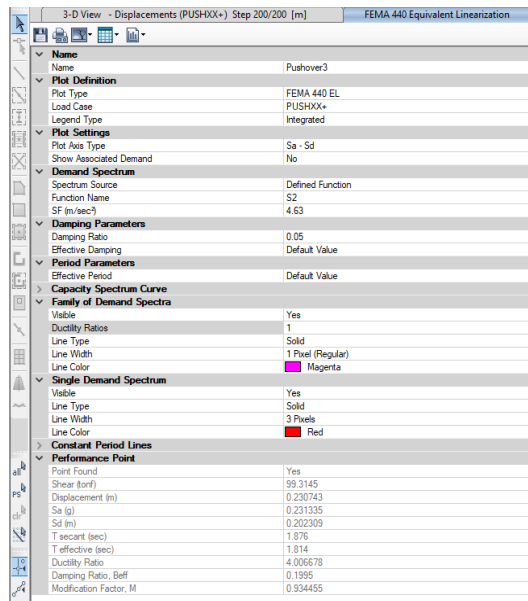 3-D View - Displacements (PUSHXX+) Step 200/200 [m]
FEMA 440 Equivalent Linearization
Name
Name Pushover3
Plot Definition
Plot Type FEMA 440 EL
Load Case PUSHXX+
Legend Type Integrated
Plot Settings
Plot Axis Type Sa - Sd
Show Associated Demand No
Demand Spectrum
Spectrum Source Defined Function
Function Name S2
SF (m/sec²) 4.63
Damping Parameters
Damping Ratio 0.05
Effective Damping Default Value
Period Parameters
Effective Period Default Value
Capacity Spectrum Curve
Family of Demand Spectra
Visible Yes
Ductility Ratios 1
Line Type Solid
Line Width 1 Pixel (Regular)
Line Color Magenta
Single Demand Spectrum
Visible Yes
Line Type Solid
Line Width 3 Pixels
Line Color Red
Constant Period Lines
Performance Point
Point Found Yes
Shear (tonf) 99.3145
Displacement (m) 0.230743
Sa (g) 0.231335
Sd (m) 0.202309
T secant (sec) 1.876
T effective (sec) 1.814
Ductility Ratio 4.006678
Damping Ratio, Beff 0.1995
Modification Factor, M 0.934455
all
PS
clr